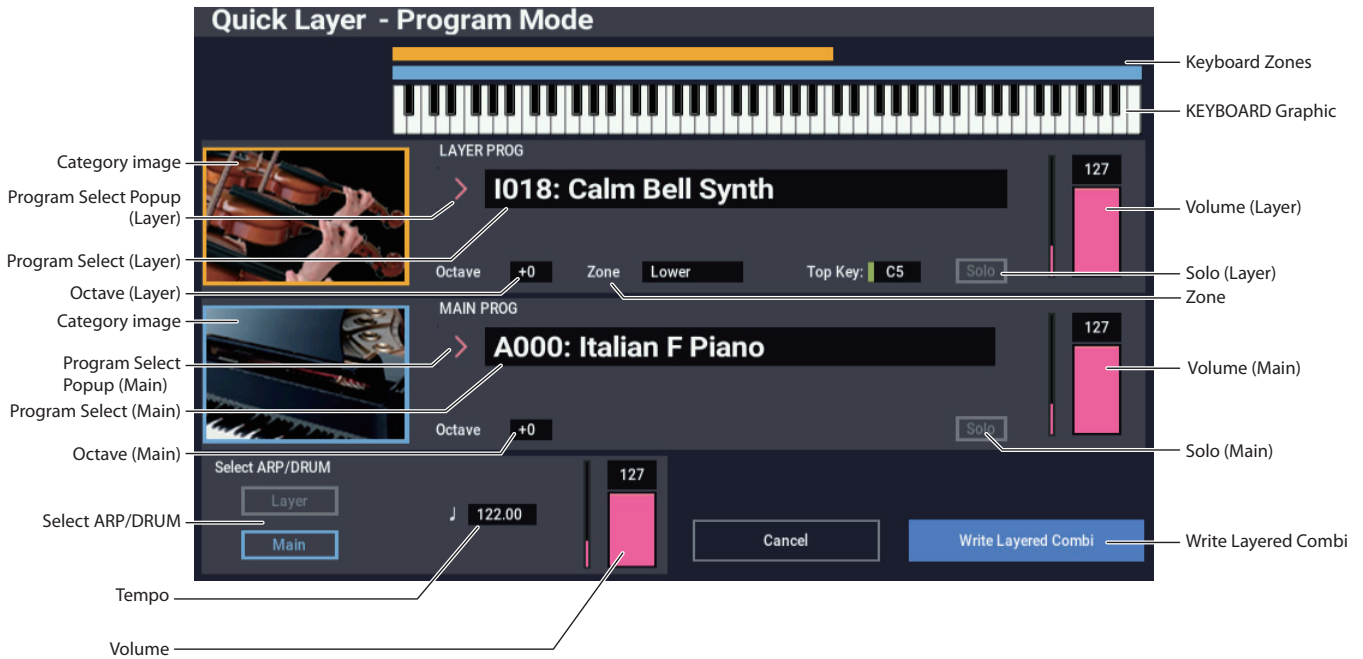 Quick Layer - Program Mode
Keyboard Zones
KEYBOARD Graphic
Category image
Program Select Popup
(Layer)
Program Select (Layer)
Octave (Layer)
Category image
Program Select
Popup (Main)
Program Select (Main)
Octave (Main)
Select ARP/DRUM
Tempo
Volume
LAYER PROG
I018: Calm Bell Synth
127
Octave
+0
Zone
Lower
Top Key:
C5
Solo
MAIN PROG
A000: Italian F Piano
127
Octave
+0
Solo
Select ARP/DRUM
Layer
Main
♩ 122.00
127
Cancel
Write Layered Combi
Volume (Layer)
Solo (Layer)
Zone
Volume (Main)
Solo (Main)
Write Layered Combi